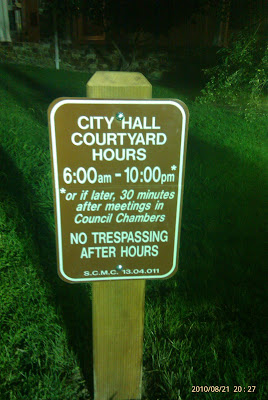 CITY HALL
COURTYARD
HOURS
6:00am - 10:00pm*
*or if later, 30 minutes
after meetings in
Council Chambers
NO TRESPASSING
AFTER HOURS
S.C.M.C. 13.04.011
2010/08/21 20:27